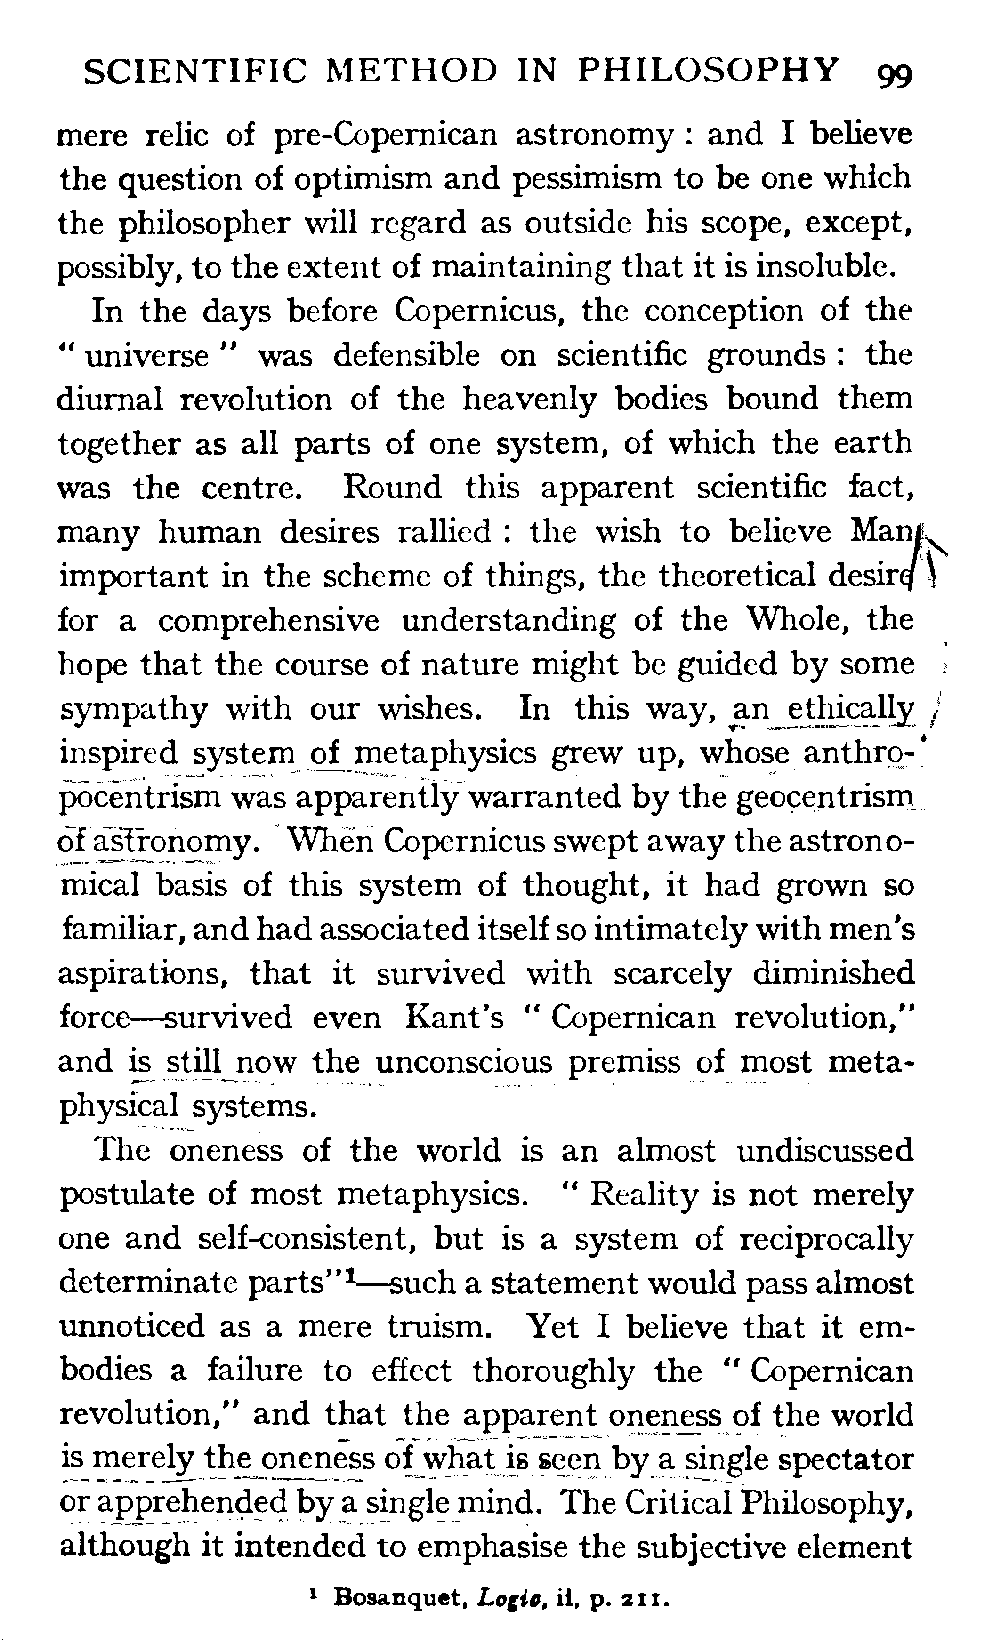 SCIENTIFIC METHOD IN PHILOSOPHY 99
mere relic of pre-Copernican astronomy : and I believe
the question of optimism and pessimism to be one which
the philosopher will regard as outside his scope, except,
possibly, to the extent of maintaining that it is insoluble.
In the days before Copernicus, the conception of the
" universe " was defensible on scientific grounds : the
diurnal revolution of the heavenly bodies bound them
together as all parts of one system, of which the earth
was the centre. Round this apparent scientific fact,
many human desires rallied : the wish to believe Man
important in the scheme of things, the theoretical desire
for a comprehensive understanding of the Whole, the
hope that the course of nature might be guided by some
sympathy with our wishes. In this way, an ethically
inspired system of metaphysics grew up, whose anthro-
pocentrism was apparently warranted by the geocentrism
of astronomy. When Copernicus swept away the astrono-
mical basis of this system of thought, it had grown so
familiar, and had associated itself so intimately with men's
aspirations, that it survived with scarcely diminished
force—survived even Kant's " Copernican revolution,"
and is still now the unconscious premiss of most meta-
physical systems.
The oneness of the world is an almost undiscussed
postulate of most metaphysics. " Reality is not merely
one and self-consistent, but is a system of reciprocally
determinate parts"¹—such a statement would pass almost
unnoticed as a mere truism. Yet I believe that it em-
bodies a failure to effect thoroughly the " Copernican
revolution," and that the apparent oneness of the world
is merely the oneness of what is seen by a single spectator
or apprehended by a single mind. The Critical Philosophy,
although it intended to emphasise the subjective element
¹ Bosanquet, Logic, ii, p. 211.